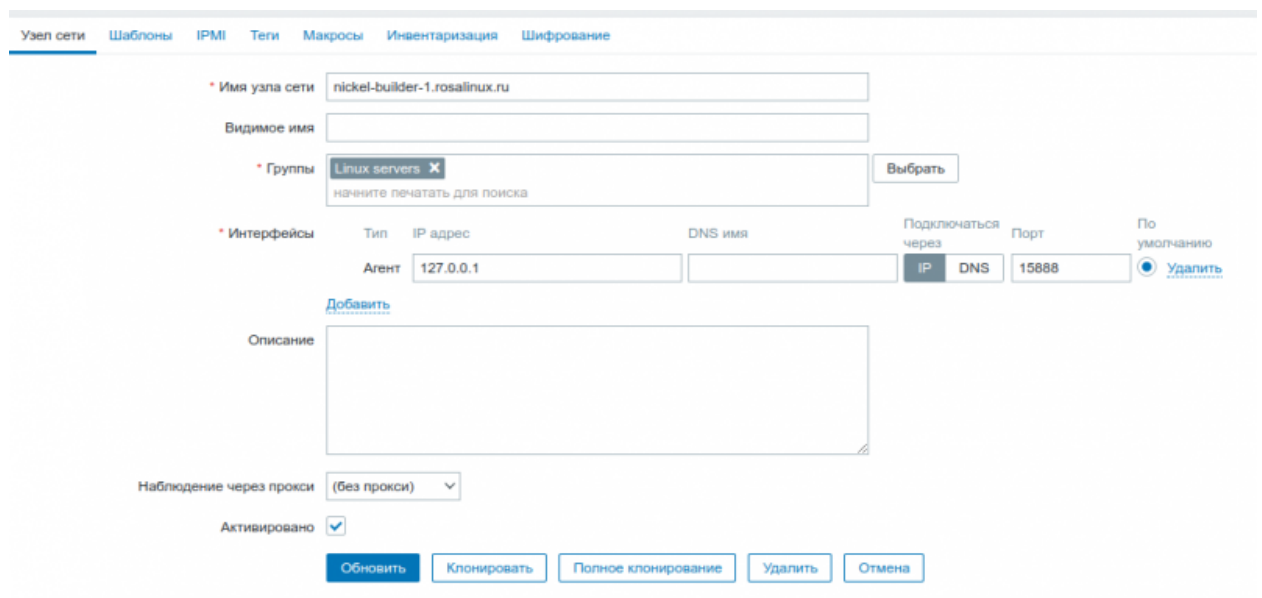 Узел сети Шаблоны IPMI Теги Макросы Инвентаризация Шифрование
* Имя узла сети nickel-builder-1.rosalinux.ru
Видимое имя
* Группы Linux servers X Выбрать
начните печатать для поиска
* Интерфейсы Тип IP адрес DNS имя Подключаться через Порт По умолчанию
Агент 127.0.0.1 IP DNS 15888 Удалить
Добавить
Описание
Наблюдение через прокси (без прокси)
Активировано
Обновить Клонировать Полное клонирование Удалить Отмена